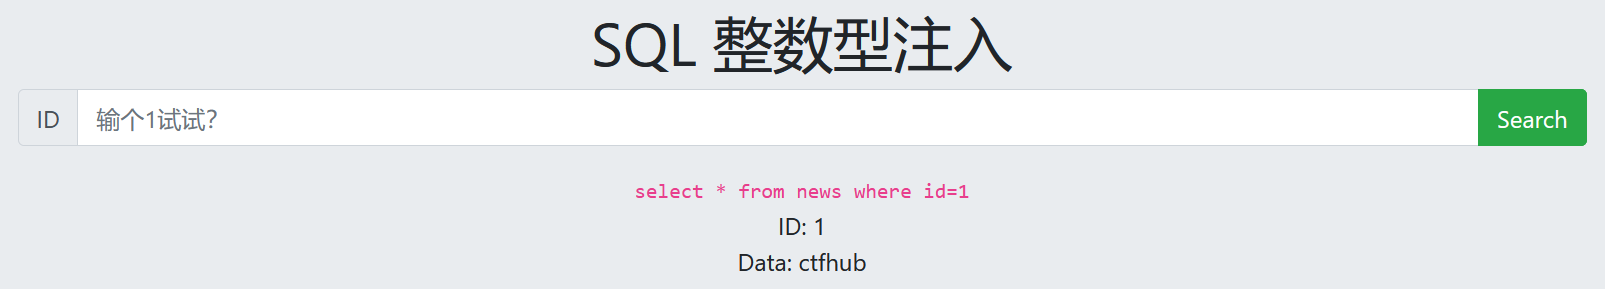 SQL 整数型注入
ID 输个1试试? Search
select * from news where id=1
ID: 1
Data: ctfhub